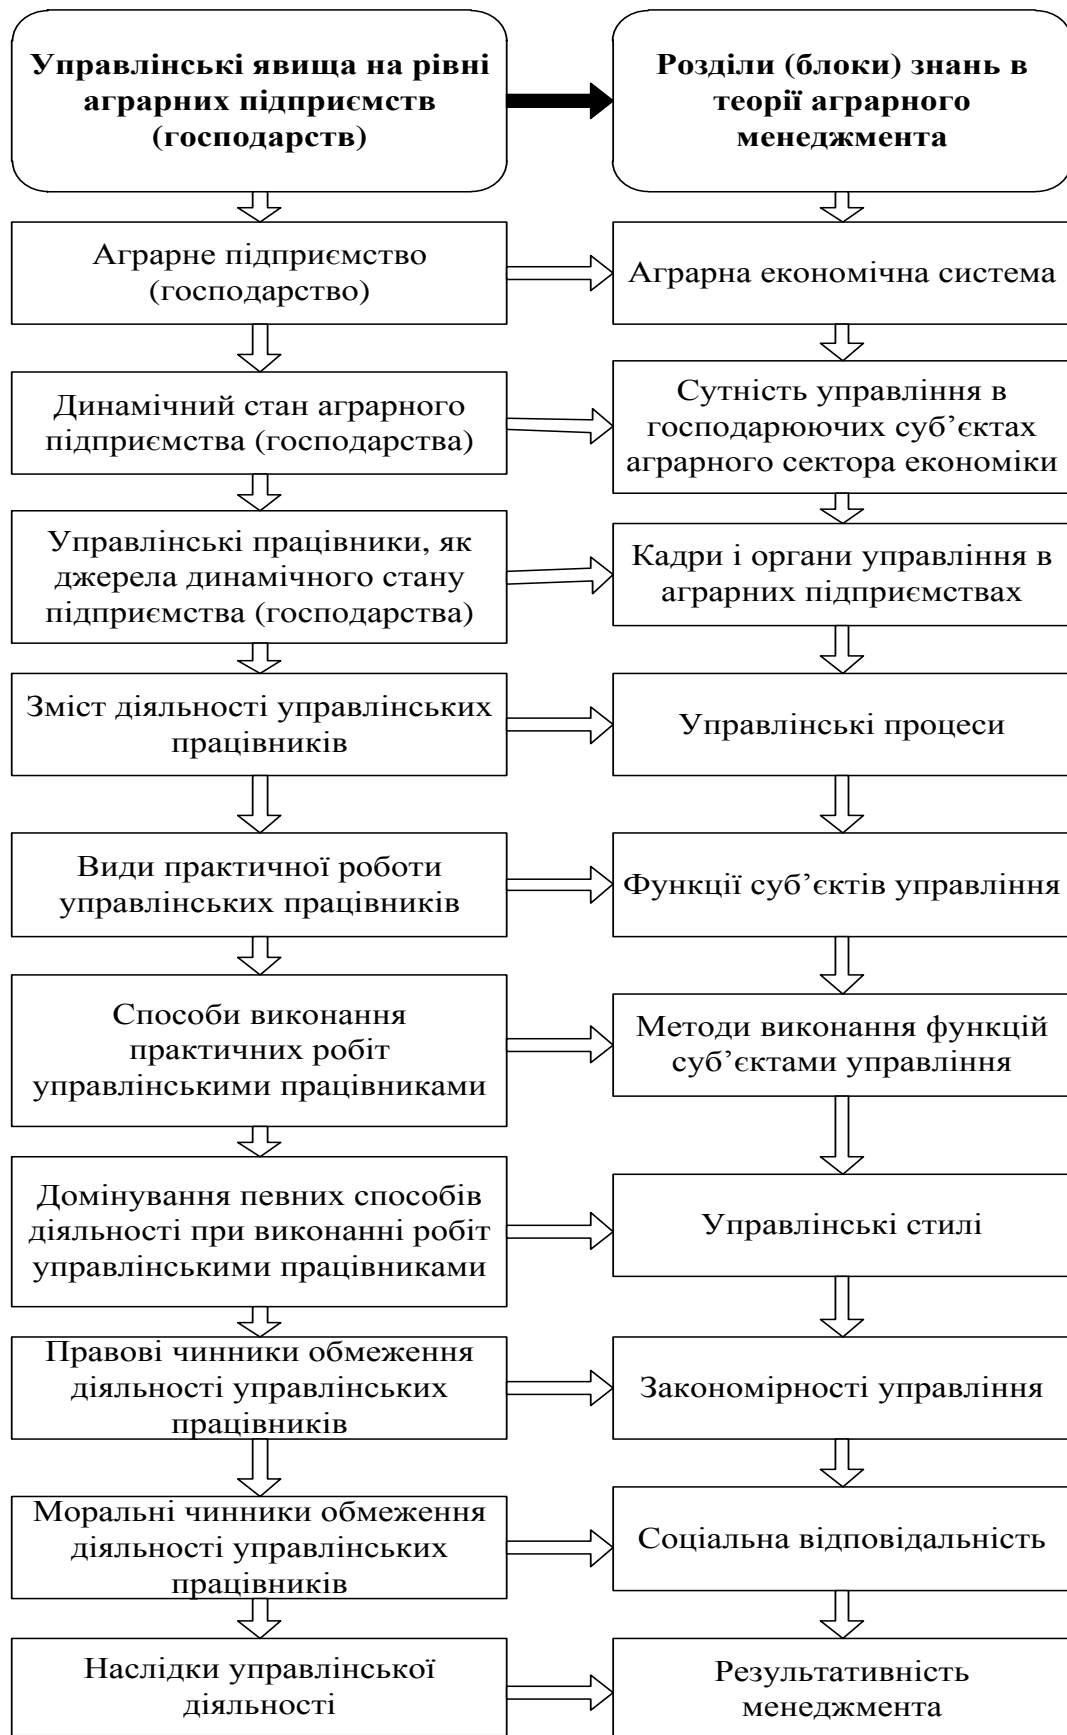 Управлінські явища на рівні
аграрних підприємств
(господарств)
Розділи (блоки) знань в
теорії аграрного
менеджмента
Аграрне підприємство
(господарство)
Аграрна економічна система
Динамічний стан аграрного
підприємства (господарства)
Сутність управління в
господарюючих суб’єктах
аграрного сектора економіки
Управлінські працівники, як
джерела динамічного стану
підприємства (господарства)
Кадри і органи управління в
аграрних підприємствах
Зміст діяльності управлінських
працівників
Управлінські процеси
Види практичної роботи
управлінських працівників
Функції суб’єктів управління
Способи виконання
практичних робіт
управлінськими працівниками
Методи виконання функцій
суб’єктами управління
Домінування певних способів
діяльності при виконанні робіт
управлінськими працівниками
Управлінські стилі
Правові чинники обмеження
діяльності управлінських
працівників
Закономірності управління
Моральні чинники обмеження
діяльності управлінських
працівників
Соціальна відповідальність
Наслідки управлінської
діяльності
Результативність
менеджмента